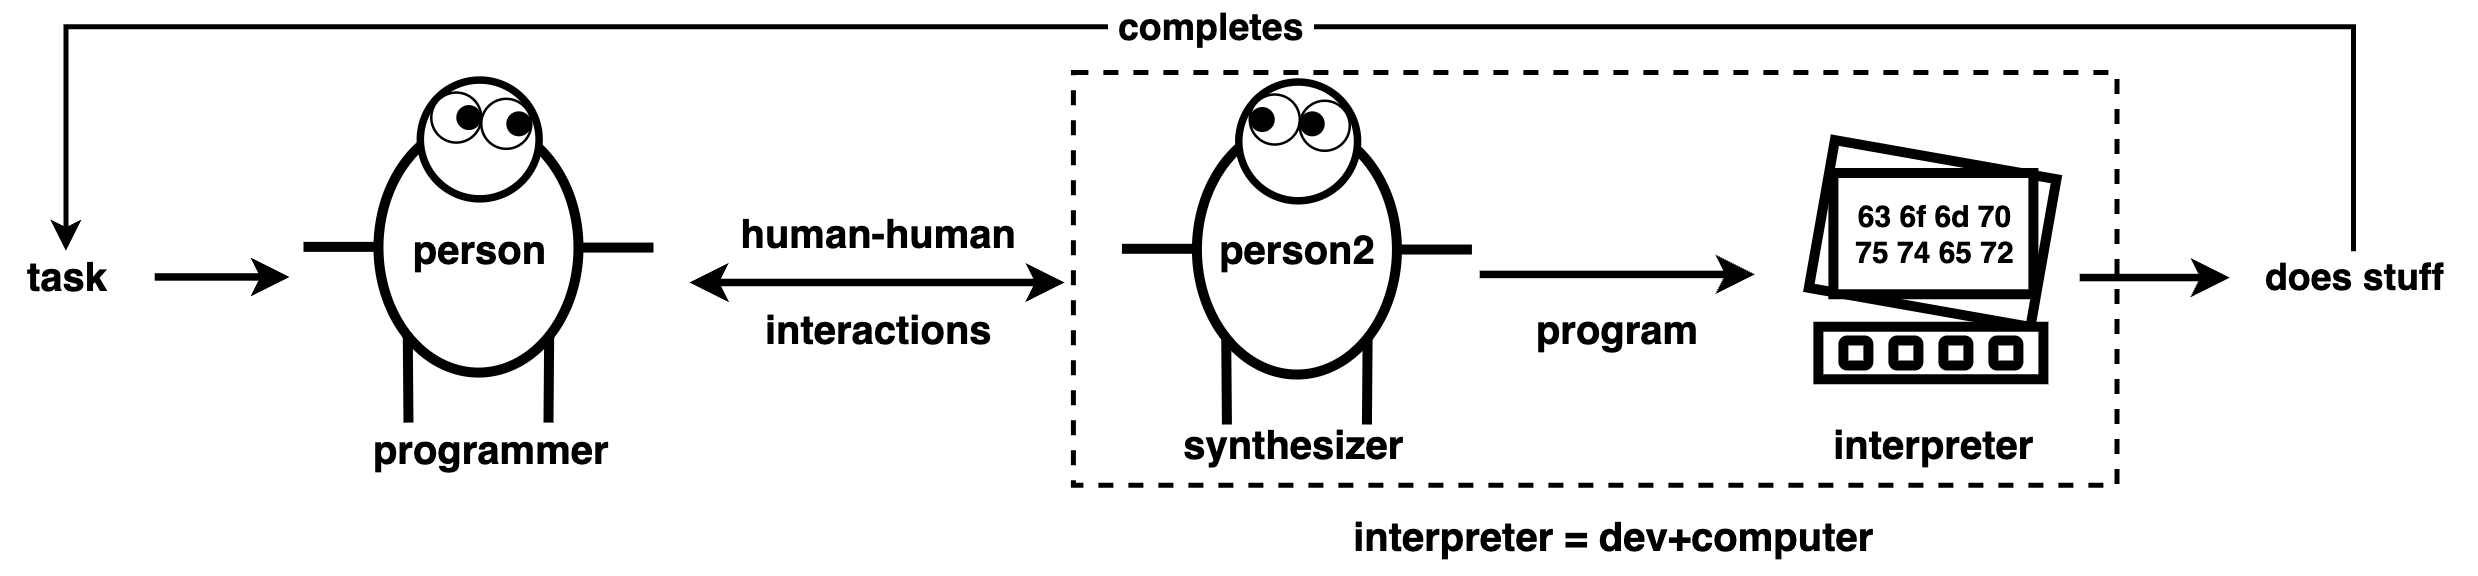 completes
task
person
programmer
human-human
interactions
person2
synthesizer
program
63 6f 6d 70
75 74 65 72
interpreter
does stuff
interpreter = dev+computer